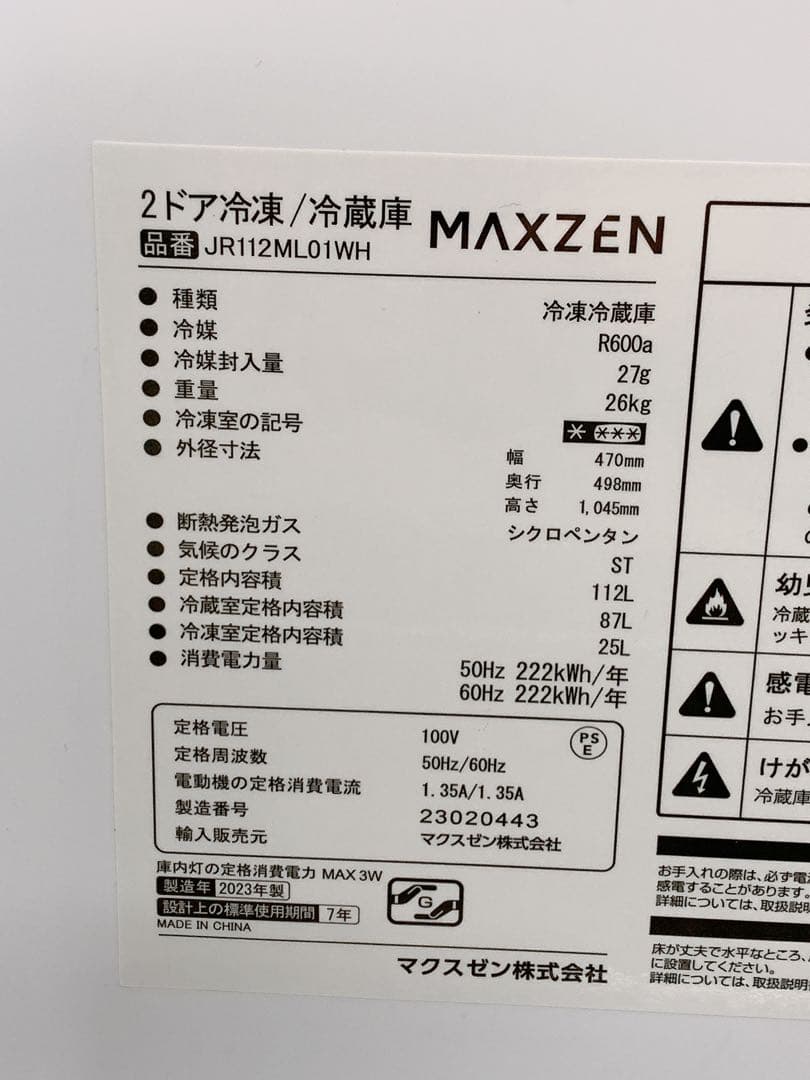 2ドア冷凍/冷蔵庫 MAXZEN
品番 JR112ML01WH
● 種類 冷凍冷蔵庫
● 冷媒 R600a
● 冷媒封入量 27g
● 重量 26kg
● 冷凍室の記号 * ***
● 外径寸法 幅 470mm
奥行 498mm
高さ 1,045mm
● 断熱発泡ガス シクロペンタン
● 気候のクラス ST
● 定格内容積 112L
● 冷蔵室定格内容積 87L
● 冷凍室定格内容積 25L
● 消費電力量 50Hz 222kWh/年
60Hz 222kWh/年
定格電圧 100V PSE
定格周波数 50Hz/60Hz
電動機の定格消費電流 1.35A/1.35A
製造番号 23020443
輸入販売元 マクスゼン株式会社
庫内灯の定格消費電力 MAX 3W
製造年 2023年製
設計上の標準使用期間 7年
G
MADE IN CHINA
マクスゼン株式会社
冷蔵
ッキ
感電
お手
けが
冷蔵庫
お手入れの際は、必ず電
感電することがあります。
詳細については、取扱説明
床が丈夫で水平なところ、
に設置してください。
詳細については、取扱説明